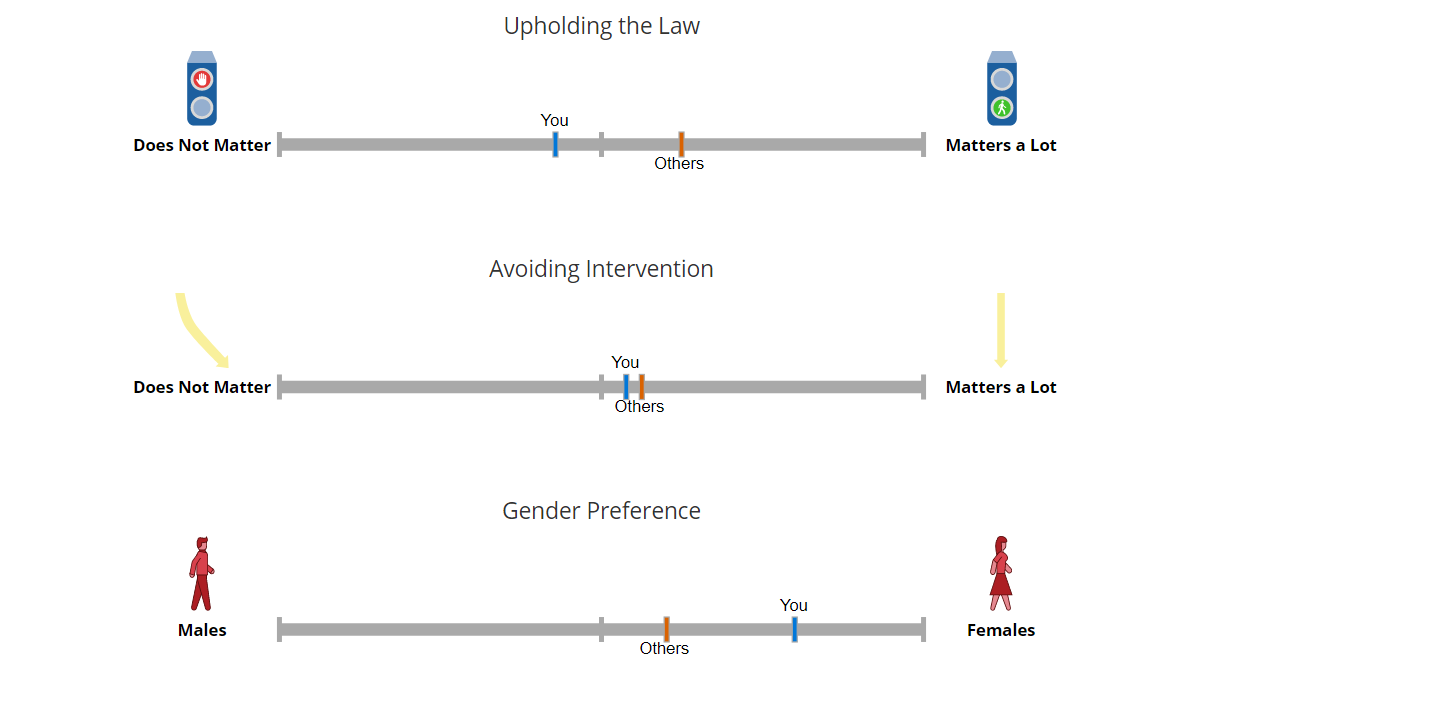 Upholding the Law
You
Does Not Matter
Matters a Lot
Others
Avoiding Intervention
You
Does Not Matter
Matters a Lot
Others
Gender Preference
You
Males
Females
Others